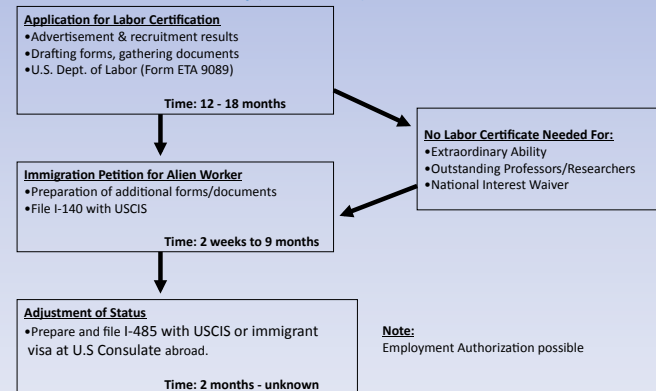 Application for Labor Certification
•Advertisement & recruitment results
•Drafting forms, gathering documents
•U.S. Dept. of Labor (Form ETA 9089)
Time: 12 - 18 months
No Labor Certificate Needed For:
•Extraordinary Ability
•Outstanding Professors/Researchers
•National Interest Waiver
Immigration Petition for Alien Worker
•Preparation of additional forms/documents
•File I-140 with USCIS
Time: 2 weeks to 9 months
Adjustment of Status
•Prepare and file I-485 with USCIS or immigrant
visa at U.S Consulate abroad.
Time: 2 months - unknown
Note:
Employment Authorization possible